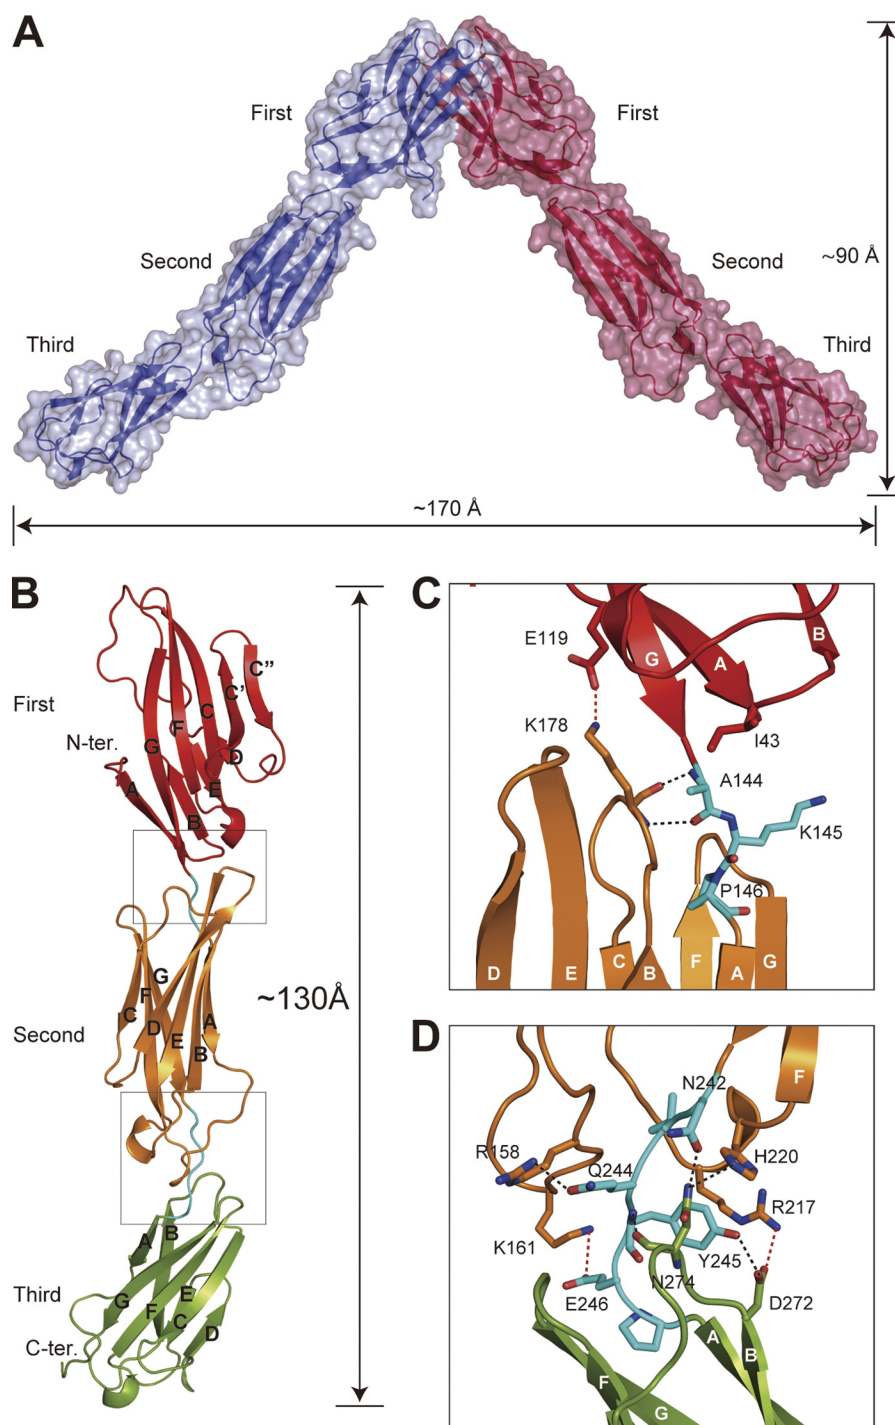 A
First
First
Second
Second
~90 Å
Third
Third
~170 Å
B
First
N-ter.
C"
C'
C
F
G
D
A
E
B
Second
G
F
C
D
A
E
B
~130Å
Third
A
B
G
E
F
C
D
C-ter.
C
E119
G
A
B
K178
I43
A144
K145
P146
D
E
C
B
F
A
G
D
N242
F
R158
Q244
H220
R217
K161
Y245
N274
E246
D272
A
B
F
G